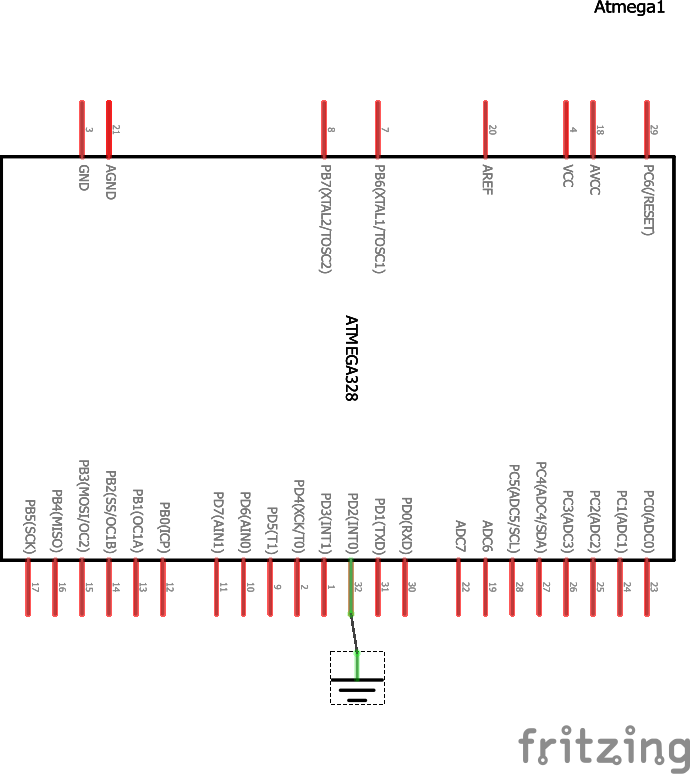 Atmega1
3
21
8
7
20
4
18
29
GND
AGND
PB7(XTAL2/TOSC2)
PB6(XTAL1/TOSC1)
AREF
VCC
AVCC
PC6(/RESET)
ATMEGA328
PB5(SCK)
PB4(MISO)
PB3(MOSI/OC2)
PB2(SS/OC1B)
PB1(OC1A)
PB0(ICP)
PD7(AIN1)
PD6(AIN0)
PD5(T1)
PD4(XCK/T0)
PD3(INT1)
PD2(INT0)
PD1(TXD)
PD0(RXD)
ADC7
ADC6
PC5(ADC5/SCL)
PC4(ADC4/SDA)
PC3(ADC3)
PC2(ADC2)
PC1(ADC1)
PC0(ADC0)
17
16
15
14
13
12
11
10
9
2
1
32
31
30
22
19
28
27
26
25
24
23
fritzing